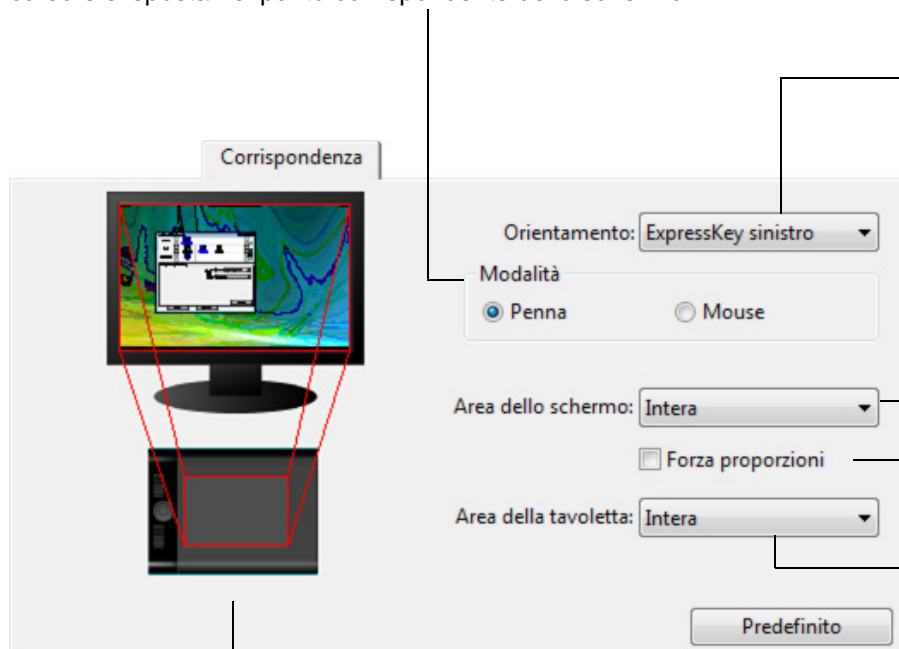 Corrispondenza
Orientamento: ExpressKey sinistro
Modalità
Penna Mouse
Area dello schermo: Intera
Forza proporzioni
Area della tavoletta: Intera
Predefinito